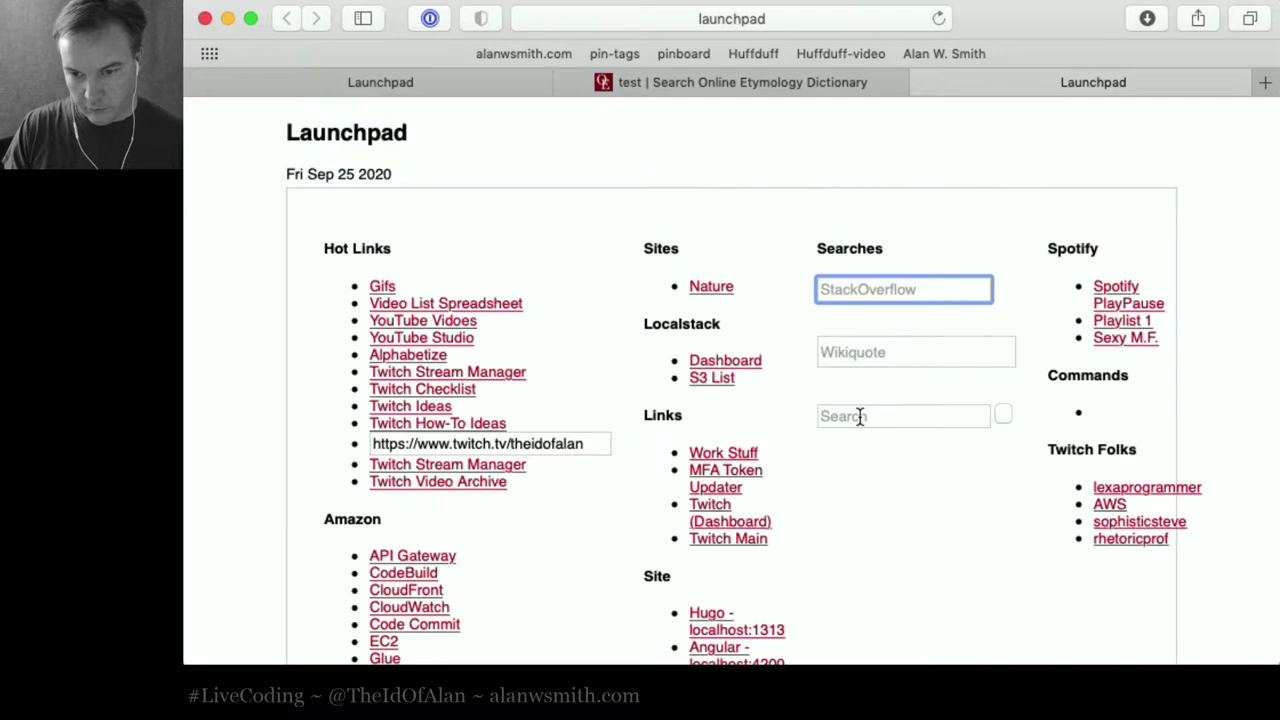 launchpad
alanwsmith.com pin-tags pinboard Huffduff Huffduff-video Alan W. Smith
Launchpad
test | Search Online Etymology Dictionary
Launchpad
Launchpad
Fri Sep 25 2020
Hot Links
Gifs
Video List Spreadsheet
YouTube Vidoes
YouTube Studio
Alphabetize
Twitch Stream Manager
Twitch Checklist
Twitch Ideas
Twitch How-To Ideas
https://www.twitch.tv/theidofalan
Twitch Stream Manager
Twitch Video Archive
Amazon
API Gateway
CodeBuild
CloudFront
CloudWatch
Code Commit
EC2
Glue
Sites
Nature
Localstack
Dashboard
S3 List
Links
Work Stuff
MFA Token
Updater
Twitch
(Dashboard)
Twitch Main
Site
Hugo -
localhost:1313
Angular -
localhost:4200
Searches
StackOverflow
Wikiquote
Search
Spotify
Spotify
PlayPause
Playlist 1
Sexy M.F.
Commands
Twitch Folks
lexaprogrammer
AWS
sophisticsteve
rhetoricprof
#LiveCoding ~ @TheIdOfAlan ~ alanwsmith.com